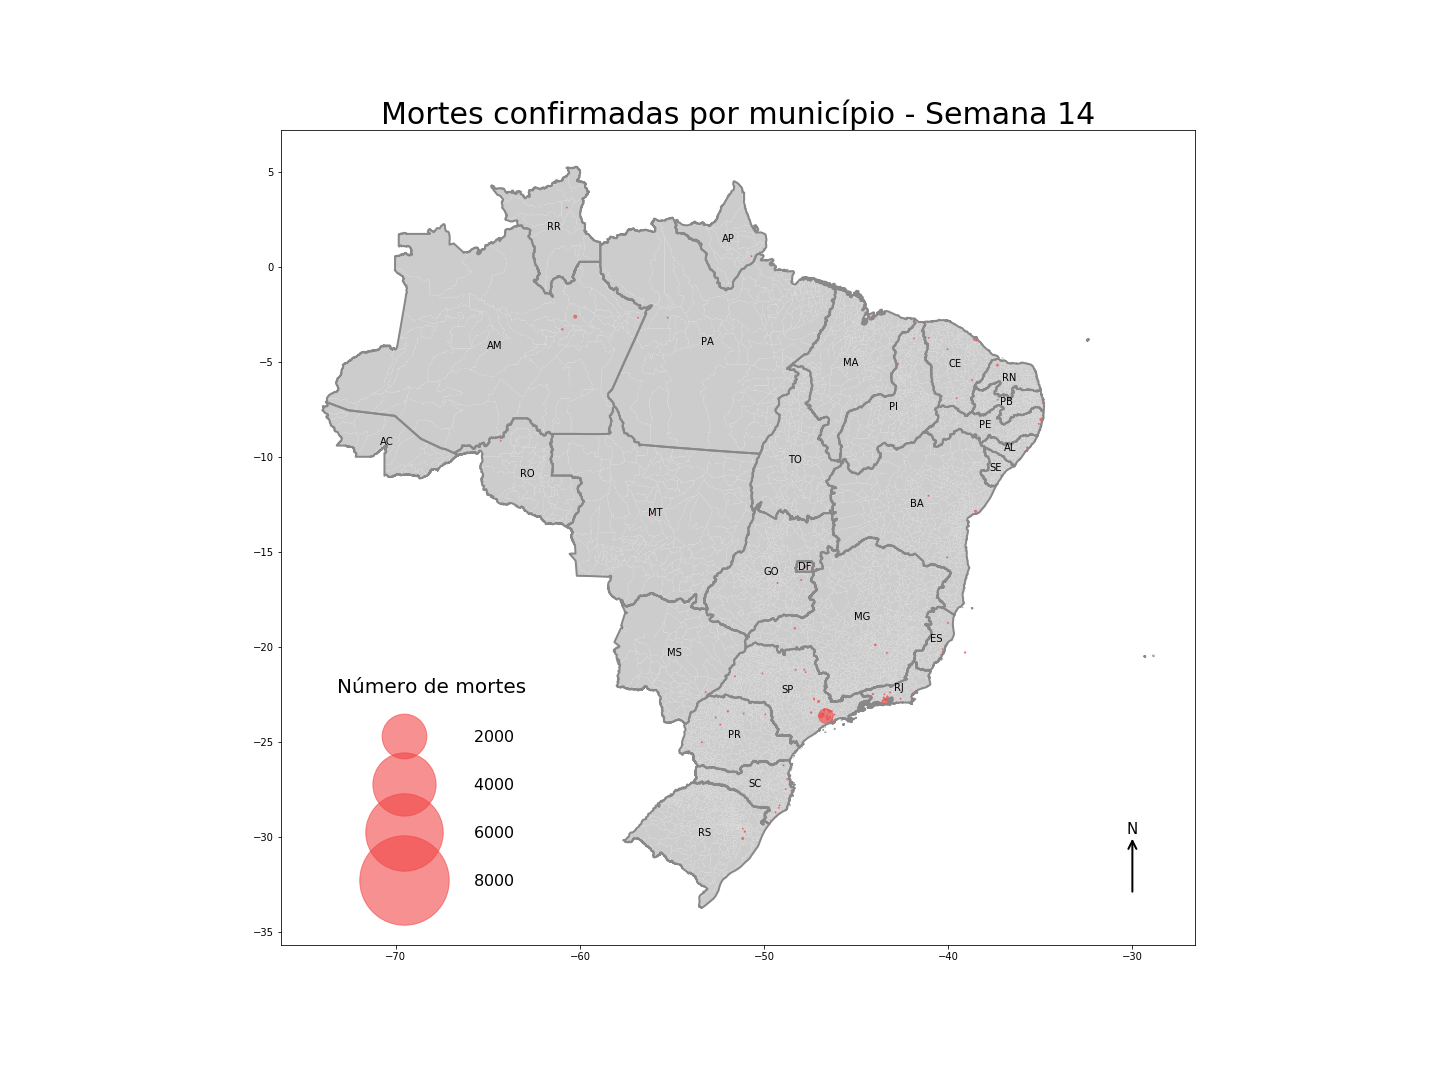 Mortes confirmadas por município - Semana 14
5
0
−5
−10
−15
−20
−25
−30
−35
−70
−60
−50
−40
−30
RR
AP
AM
PA
MA
CE
RN
PB
PI
PE
AL
SE
AC
RO
TO
BA
MT
GO
DF
MG
ES
MS
SP
RJ
PR
SC
RS
Número de mortes
2000
4000
6000
8000
N